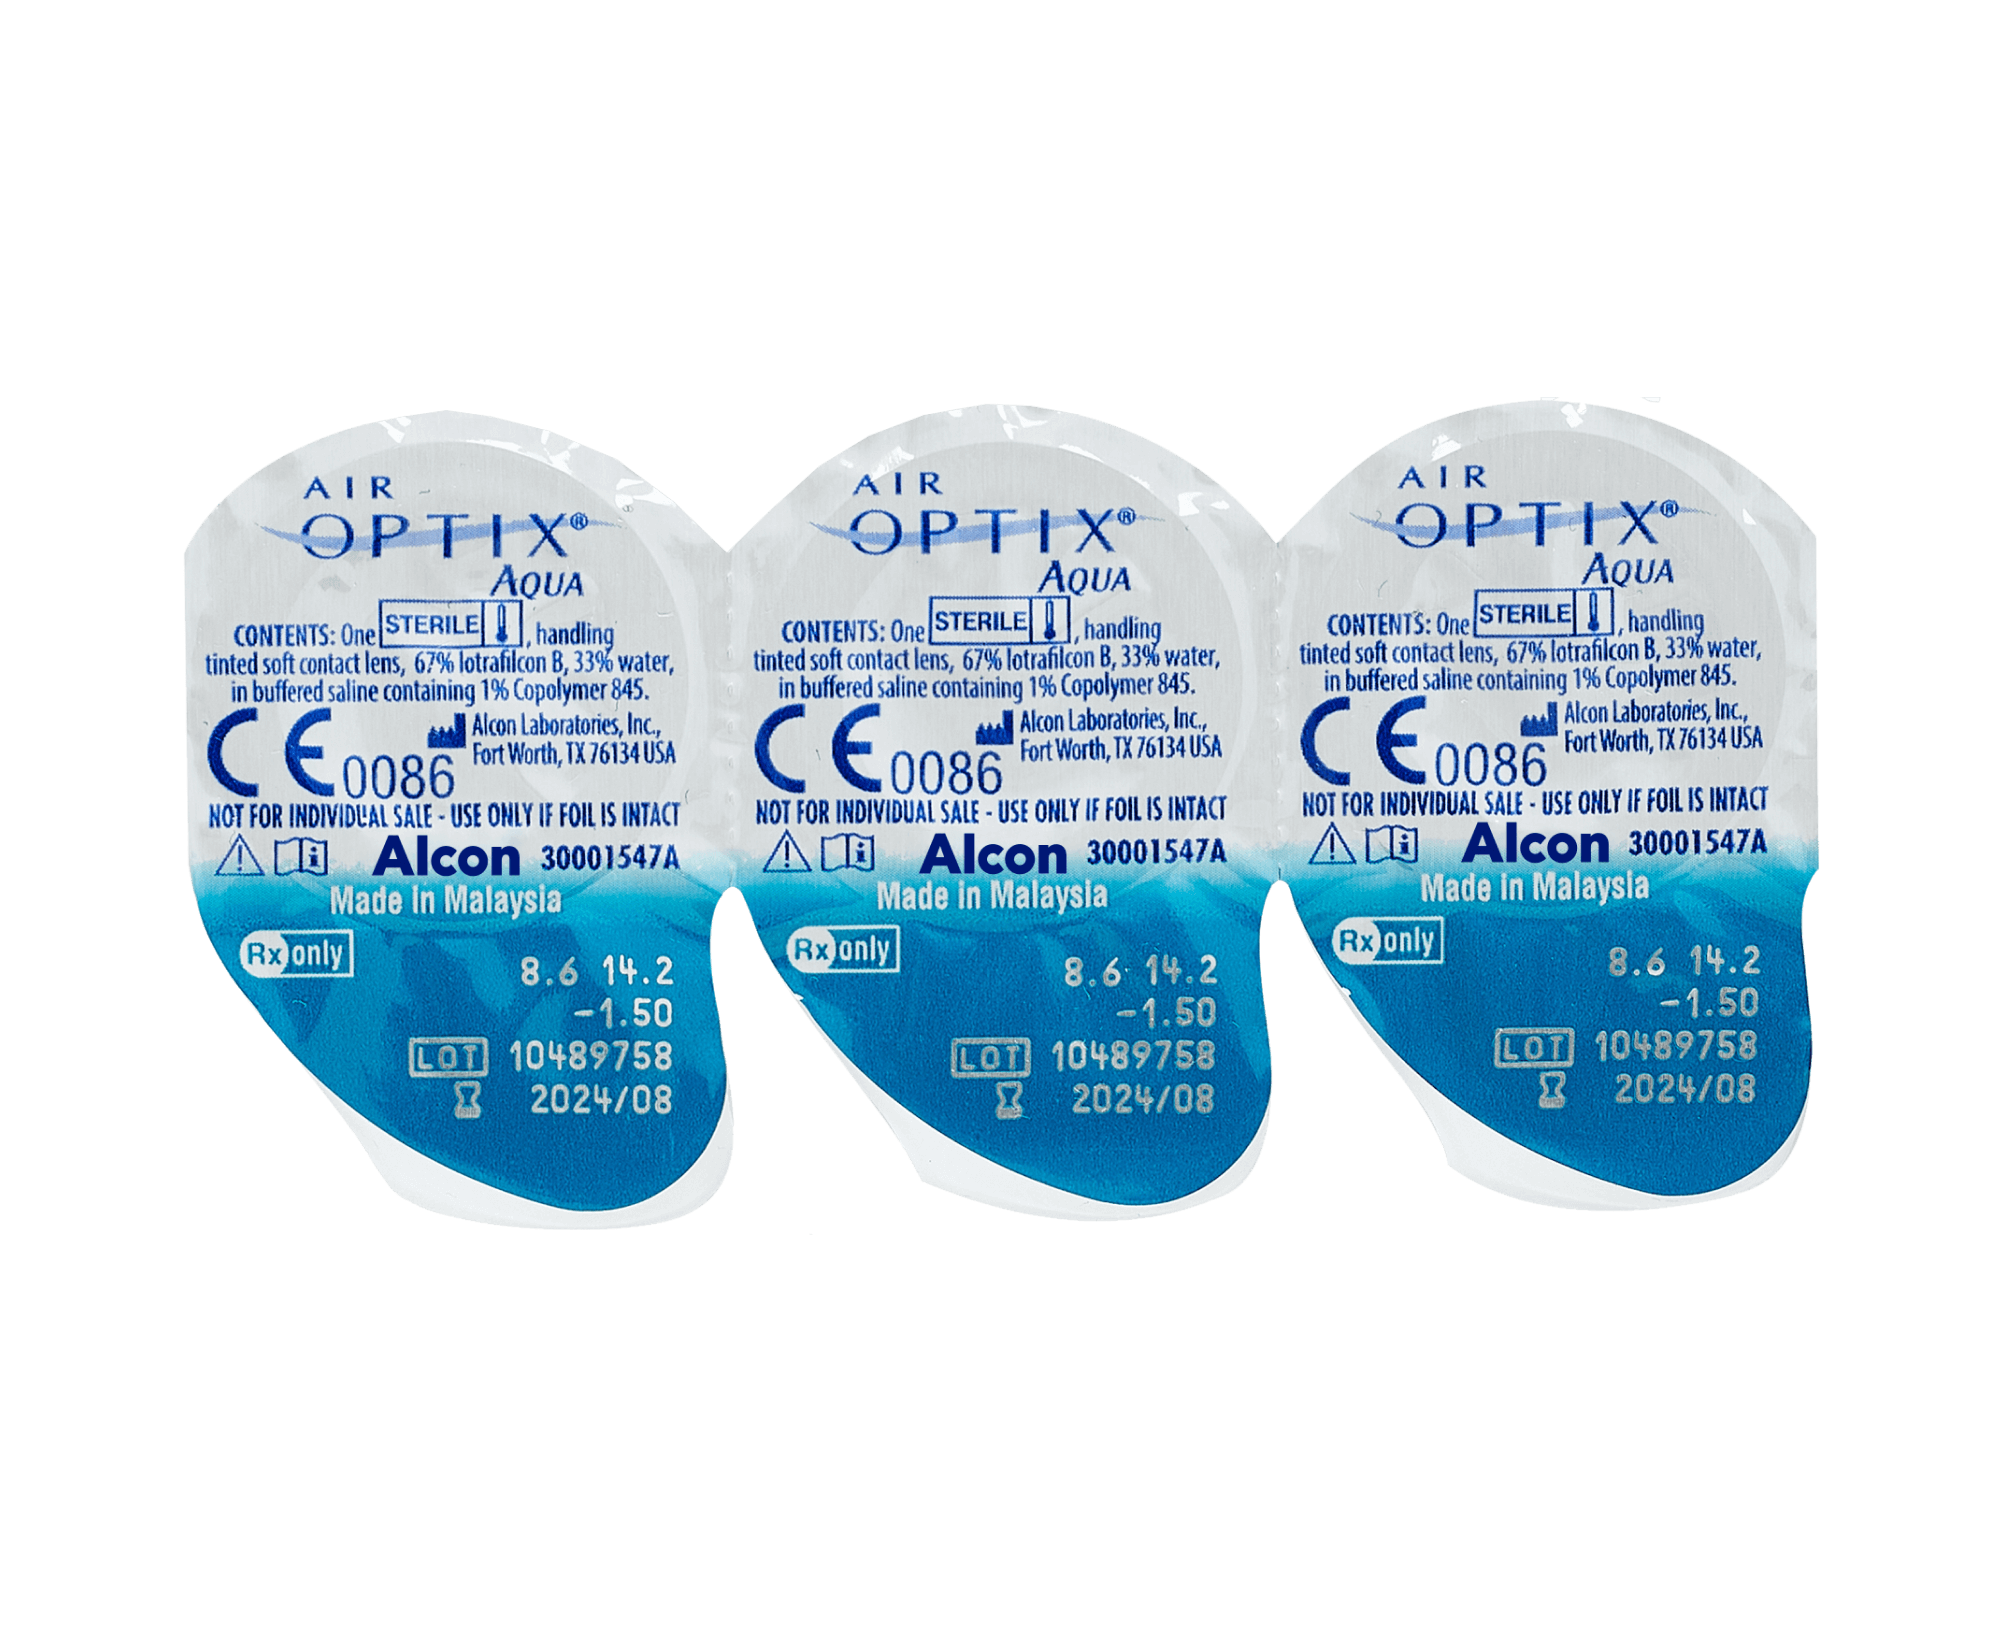 AIR
OPTIX®
AQUA
CONTENTS: One STERILE, handling
tinted soft contact lens, 67% lotrafilcon B, 33% water,
in buffered saline containing 1% Copolymer 845.
CE 0086
Alcon Laboratories, Inc.,
Fort Worth, TX 76134 USA
NOT FOR INDIVIDUAL SALE - USE ONLY IF FOIL IS INTACT
Alcon 30001547A
Made in Malaysia
Rx only
8.6 14.2
-1.50
LOT 10489758
2024/08
AIR
OPTIX®
AQUA
CONTENTS: One STERILE, handling
tinted soft contact lens, 67% lotrafilcon B, 33% water,
in buffered saline containing 1% Copolymer 845.
CE 0086
Alcon Laboratories, Inc.,
Fort Worth, TX 76134 USA
NOT FOR INDIVIDUAL SALE - USE ONLY IF FOIL IS INTACT
Alcon 30001547A
Made in Malaysia
Rx only
8.6 14.2
-1.50
LOT 10489758
2024/08
AIR
OPTIX®
AQUA
CONTENTS: One STERILE, handling
tinted soft contact lens, 67% lotrafilcon B, 33% water,
in buffered saline containing 1% Copolymer 845.
CE 0086
Alcon Laboratories, Inc.,
Fort Worth, TX 76134 USA
NOT FOR INDIVIDUAL SALE - USE ONLY IF FOIL IS INTACT
Alcon 30001547A
Made in Malaysia
Rx only
8.6 14.2
-1.50
LOT 10489758
2024/08